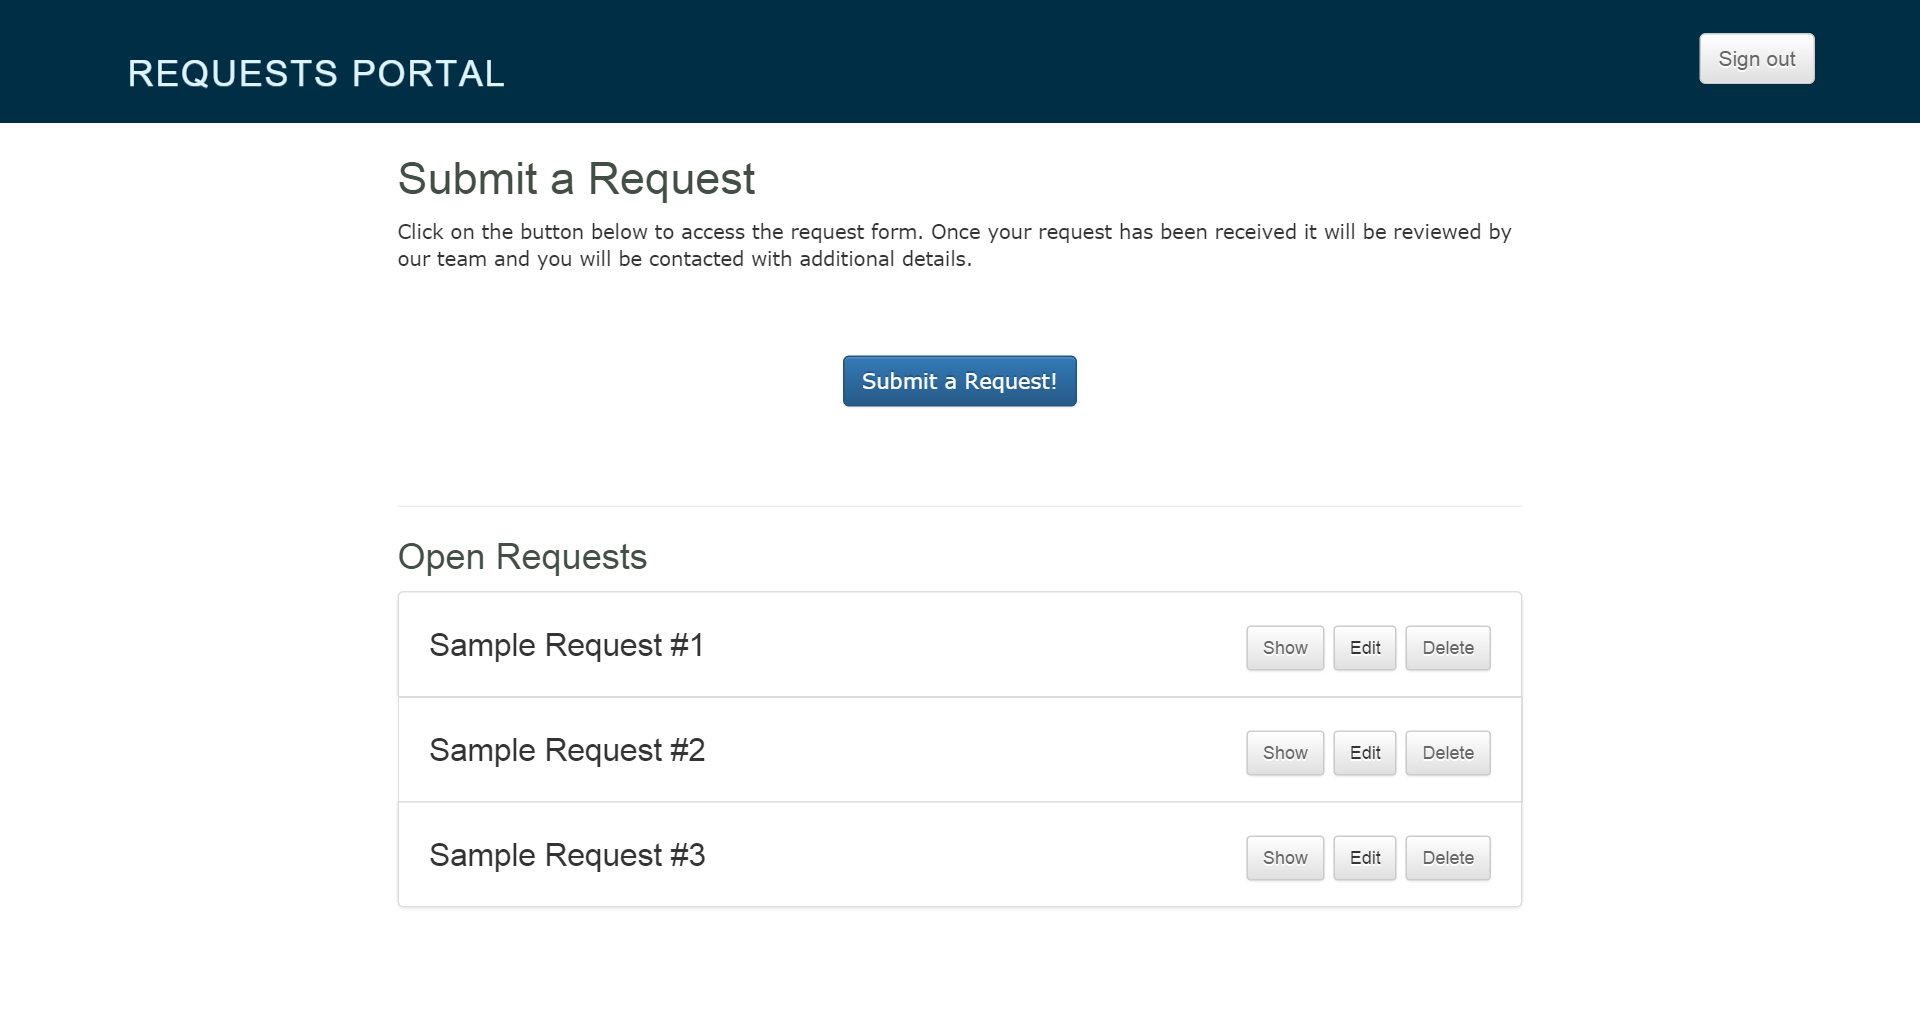 REQUESTS PORTAL
Sign out
Submit a Request
Click on the button below to access the request form. Once your request has been received it will be reviewed by
our team and you will be contacted with additional details.
Submit a Request!
Open Requests
Sample Request #1
Show Edit Delete
Sample Request #2
Show Edit Delete
Sample Request #3
Show Edit Delete